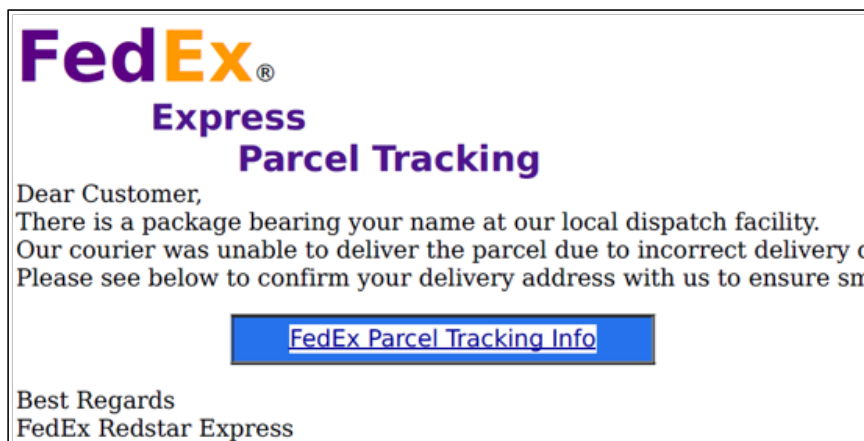 FedEx®
Express
Parcel Tracking
Dear Customer,
There is a package bearing your name at our local dispatch facility.
Our courier was unable to deliver the parcel due to incorrect delivery
Please see below to confirm your delivery address with us to ensure
FedEx Parcel Tracking Info
Best Regards
FedEx Redstar Express